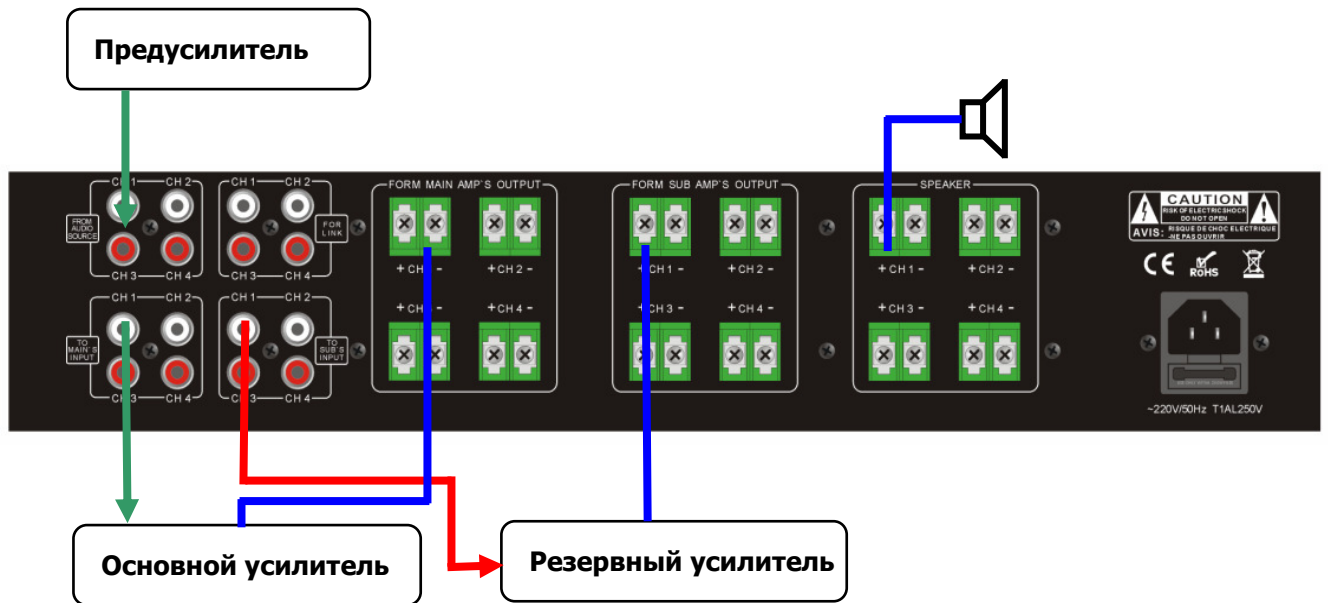 Предусилитель
CH 1 CH 2 CH 1 CH 2
FROM
AUDIO
SOURCE
FOR
LINK
CH 3 CH 4 CH 3 CH 4
CH 1 CH 2 CH 1 CH 2
TO
MAIN'S
INPUT
TO
SUB'S
INPUT
CH 3 CH 4 CH 3 CH 4
FORM MAIN AMP'S OUTPUT
+ CH - + CH 2 -
+ CH - + CH 4 -
FORM SUB AMP'S OUTPUT
+ CH 1 - + CH 2 -
+ CH 3 - + CH 4 -
SPEAKER
+ CH 1 - + CH 2 -
+ CH 3 - + CH 4 -
CAUTION
RISK OF ELECTRIC SHOCK
DO NOT OPEN
AVIS: RISQUE DE CHOC ELECTRIQUE
-NE PAS OUVRIR
CE RoHS
~220V/50Hz T1AL250V
Основной усилитель
Резервный усилитель